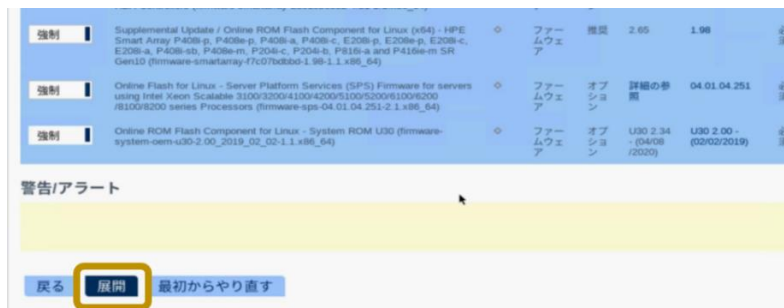 強制
Supplemental Update / Online ROM Flash Component for Linux (x64) - HPE
Smart Array P408i-p, P408e-p, P408i-a, P408i-c, E208i-p, E208e-p, E208i-c,
E208i-a, P408i-sb, P408e-m, P204i-c, P204i-b, P816i-a and P416ie-m SR
Gen10 (firmware-smartarray-f7c07bdbbd-1.98-1.1.x86_64)
ファー
ムウェ
ア
推奨
2.65
1.98
強制
Online Flash for Linux - Server Platform Services (SPS) Firmware for servers
using Intel Xeon Scalable 3100/3200/4100/4200/5100/5200/6100/6200
/8100/8200 series Processors (firmware-sps-04.01.04.251-2.1.x86_64)
ファー
ムウェ
ア
オプ
ショ
ン
詳細の参
照
04.01.04.251
強制
Online ROM Flash Component for Linux - System ROM U30 (firmware-
system-oem-u30-2.00_2019_02_02-1.1.x86_64)
ファー
ムウェ
ア
オプ
ショ
ン
U30 2.34
- (04/08
/2020)
U30 2.00 -
(02/02/2019)
警告/アラート
戻る
展開
最初からやり直す